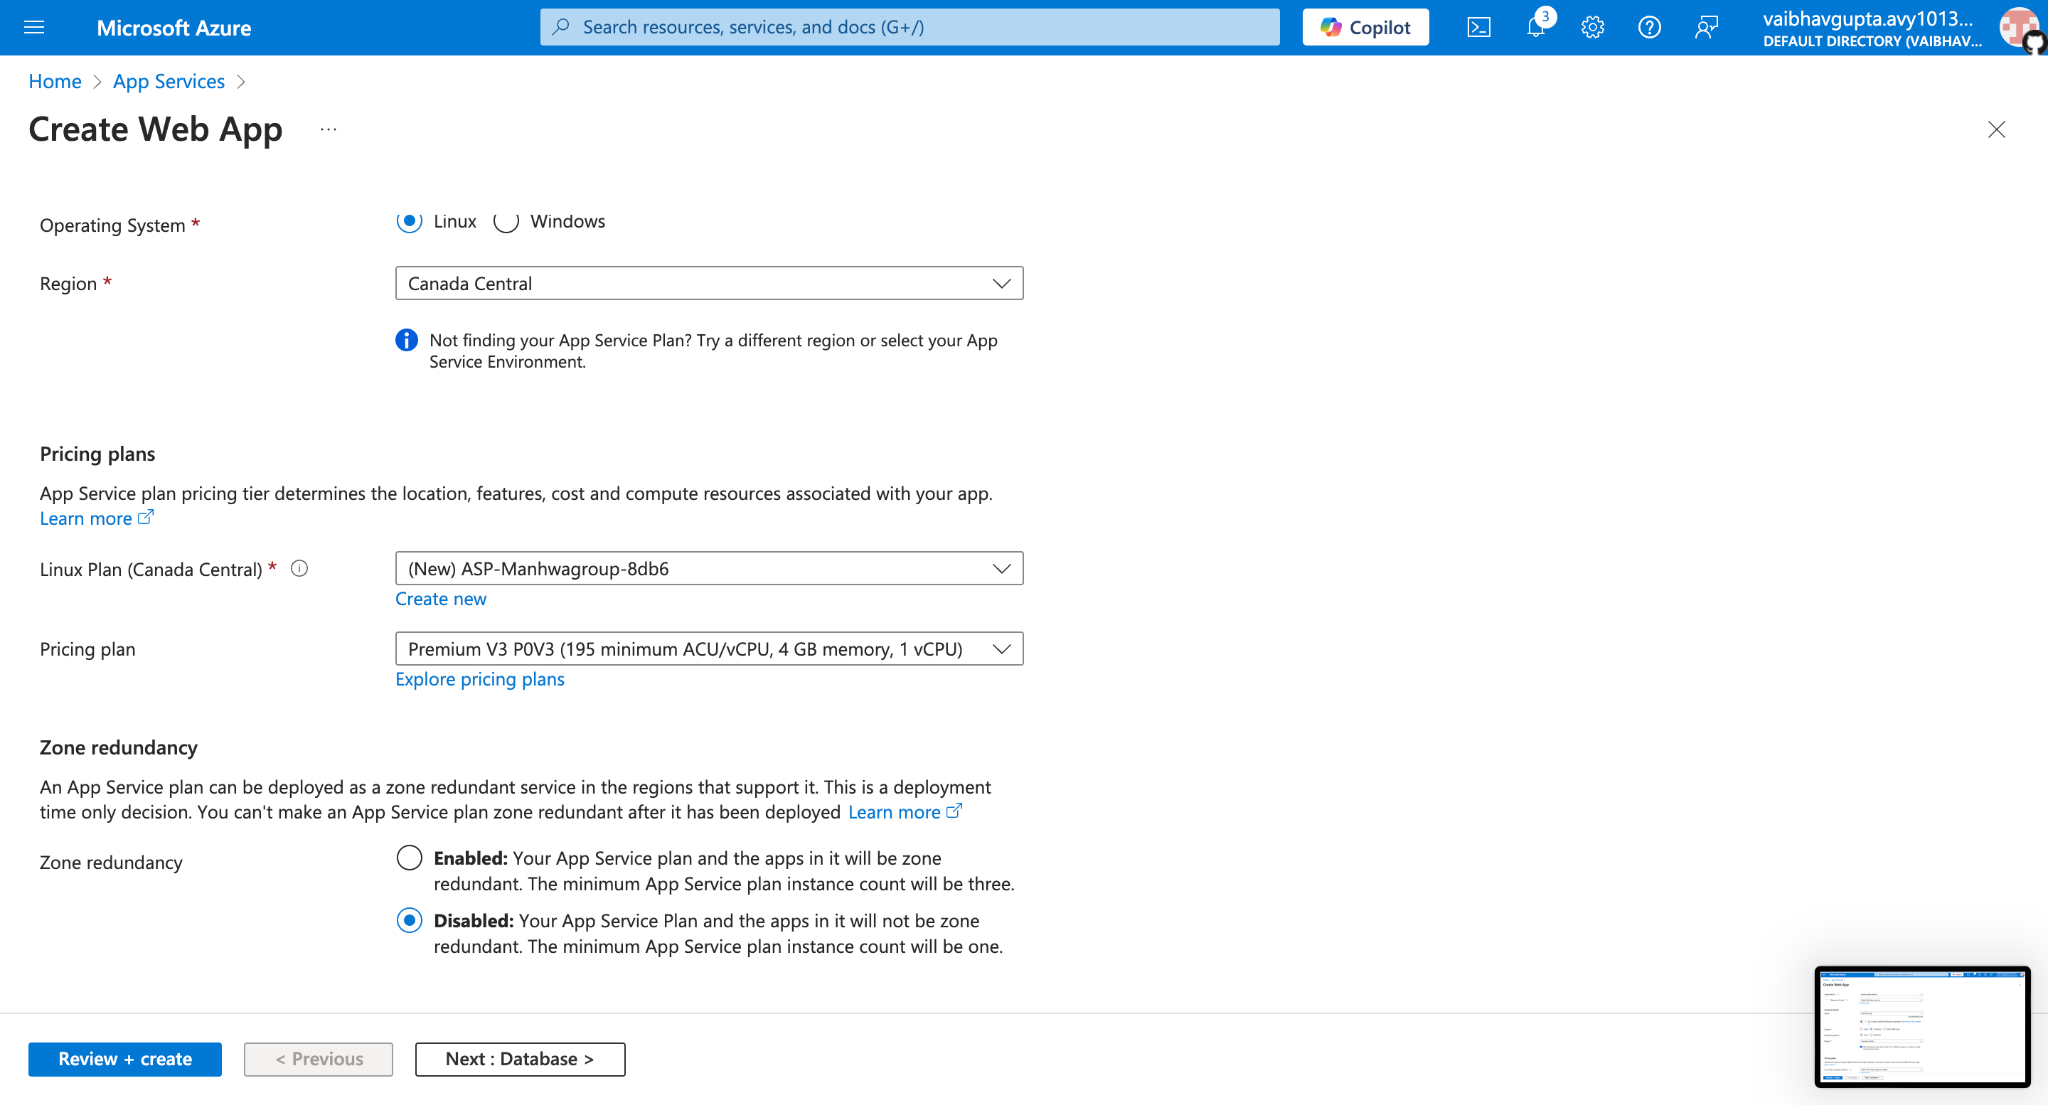 Microsoft Azure
Search resources, services, and docs (G+/)
Copilot
3
vaibhavgupta.avy1013...
DEFAULT DIRECTORY (VAIBHAV...
Home > App Services >
Create Web App ...
Operating System *
Linux
Windows
Region *
Canada Central
Not finding your App Service Plan? Try a different region or select your App
Service Environment.
Pricing plans
App Service plan pricing tier determines the location, features, cost and compute resources associated with your app.
Learn more
Linux Plan (Canada Central) *
(New) ASP-Manhwagroup-8db6
Create new
Pricing plan
Premium V3 P0V3 (195 minimum ACU/vCPU, 4 GB memory, 1 vCPU)
Explore pricing plans
Zone redundancy
An App Service plan can be deployed as a zone redundant service in the regions that support it. This is a deployment
time only decision. You can't make an App Service plan zone redundant after it has been deployed Learn more
Zone redundancy
Enabled: Your App Service plan and the apps in it will be zone
redundant. The minimum App Service plan instance count will be three.
Disabled: Your App Service Plan and the apps in it will not be zone
redundant. The minimum App Service plan instance count will be one.
Review + create
< Previous
Next : Database >
Create Web App